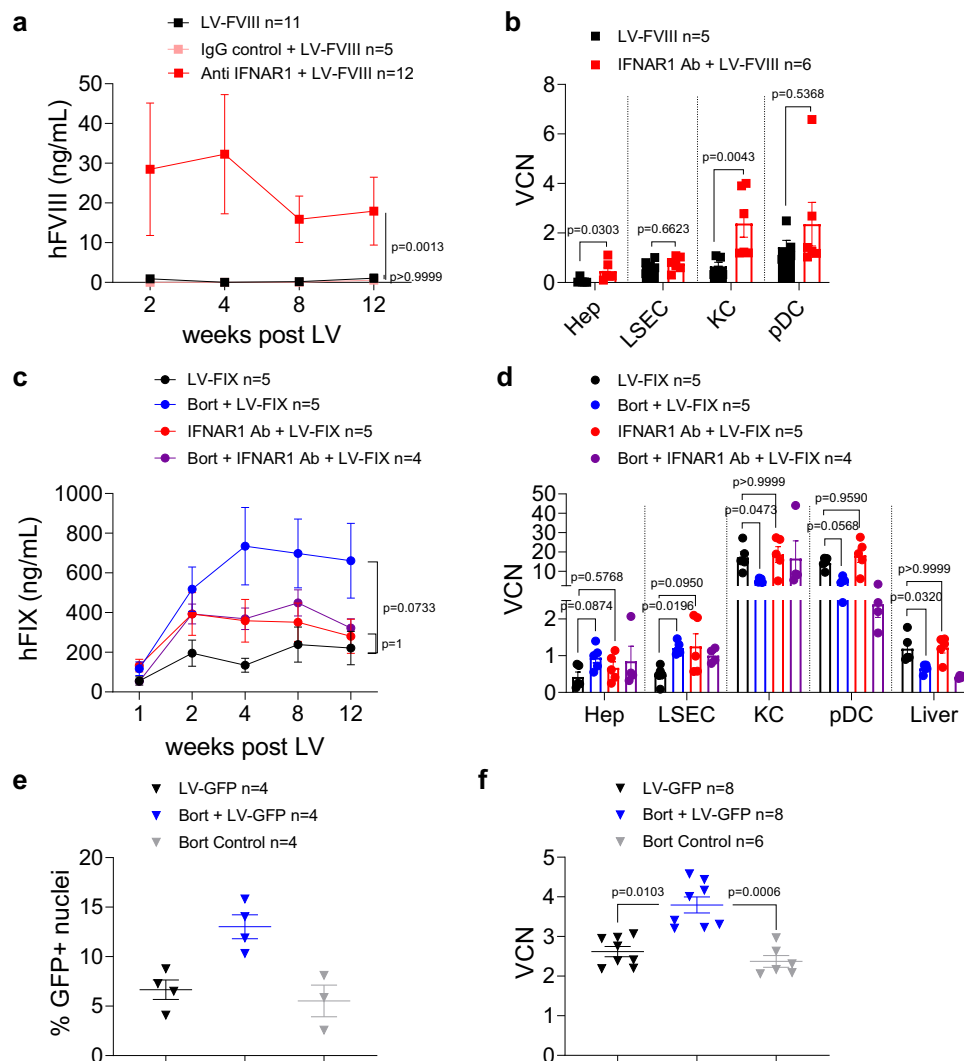 a
LV-FVIII n=11
IgG control + LV-FVIII n=5
Anti IFNAR1 + LV-FVIII n=12
hFVIII (ng/mL)
50
40
30
20
10
0
p=0.0013
p>0.9999
2 4 8 12
weeks post LV
b
LV-FVIII n=5
IFNAR1 Ab + LV-FVIII n=6
VCN
8
6
4
2
0
p=0.0303
p=0.6623
p=0.0043
p=0.5368
Hep LSEC KC pDC
c
LV-FIX n=5
Bort + LV-FIX n=5
IFNAR1 Ab + LV-FIX n=5
Bort + IFNAR1 Ab + LV-FIX n=4
hFIX (ng/mL)
1000
800
600
400
200
0
p=0.0733
p=1
1 2 4 8 12
weeks post LV
d
LV-FIX n=5
Bort + LV-FIX n=5
IFNAR1 Ab + LV-FIX n=5
Bort + IFNAR1 Ab + LV-FIX n=4
VCN
50
40
30
20
10
2
1
0
p=0.5768
p=0.0874
p=0.0950
p=0.0196
p>0.9999
p=0.0473
p=0.9590
p=0.0568
p>0.9999
p=0.0320
Hep LSEC KC pDC Liver
e
LV-GFP n=4
Bort + LV-GFP n=4
Bort Control n=4
% GFP+ nuclei
20
15
10
5
0
f
LV-GFP n=8
Bort + LV-GFP n=8
Bort Control n=6
VCN
5
4
3
2
1
0
p=0.0103
p=0.0006